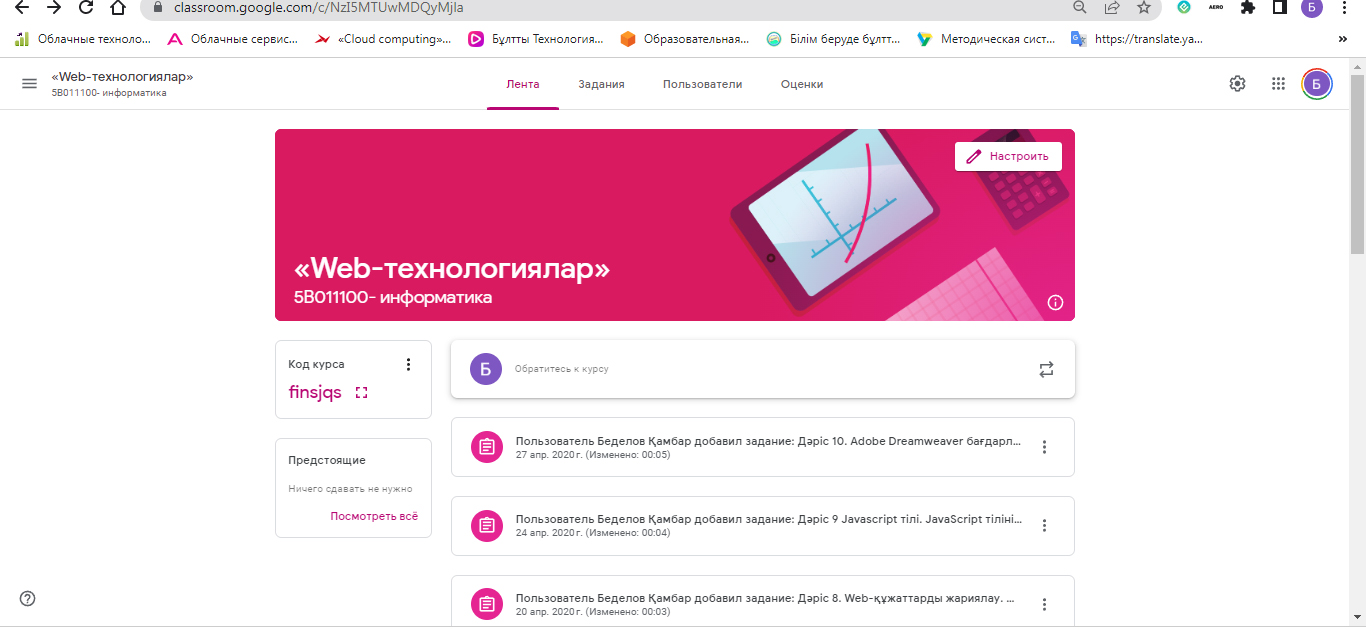 classroom.google.com/c/NzI5MTUwMDQyMjIa
Б
Облачные техноло...
Облачные сервис...
«Cloud computing»...
Бұлтты Технология...
Образовательная...
Білім беруде бұлтт...
Методическая сист...
https://translate.ya...
»
«Web-технологиялар»
5В011100- информатика
Лента
Задания
Пользователи
Оценки
Б
Настроить
«Web-технологиялар»
5В011100- информатика
Код курса
finsjqs
Предстоящие
Ничего сдавать не нужно
Посмотреть всё
Б
Обратитесь к курсу
Пользователь Беделов Қамбар добавил задание: Дәріс 10. Adobe Dreamweaver бағдарл...
27 апр. 2020 г. (Изменено: 00:05)
Пользователь Беделов Қамбар добавил задание: Дәріс 9 Javascript тілі. JavaScript тіліні...
24 апр. 2020 г. (Изменено: 00:04)
Пользователь Беделов Қамбар добавил задание: Дәріс 8. Web-құжаттарды жариялау. ...
20 апр. 2020 г. (Изменено: 00:03)